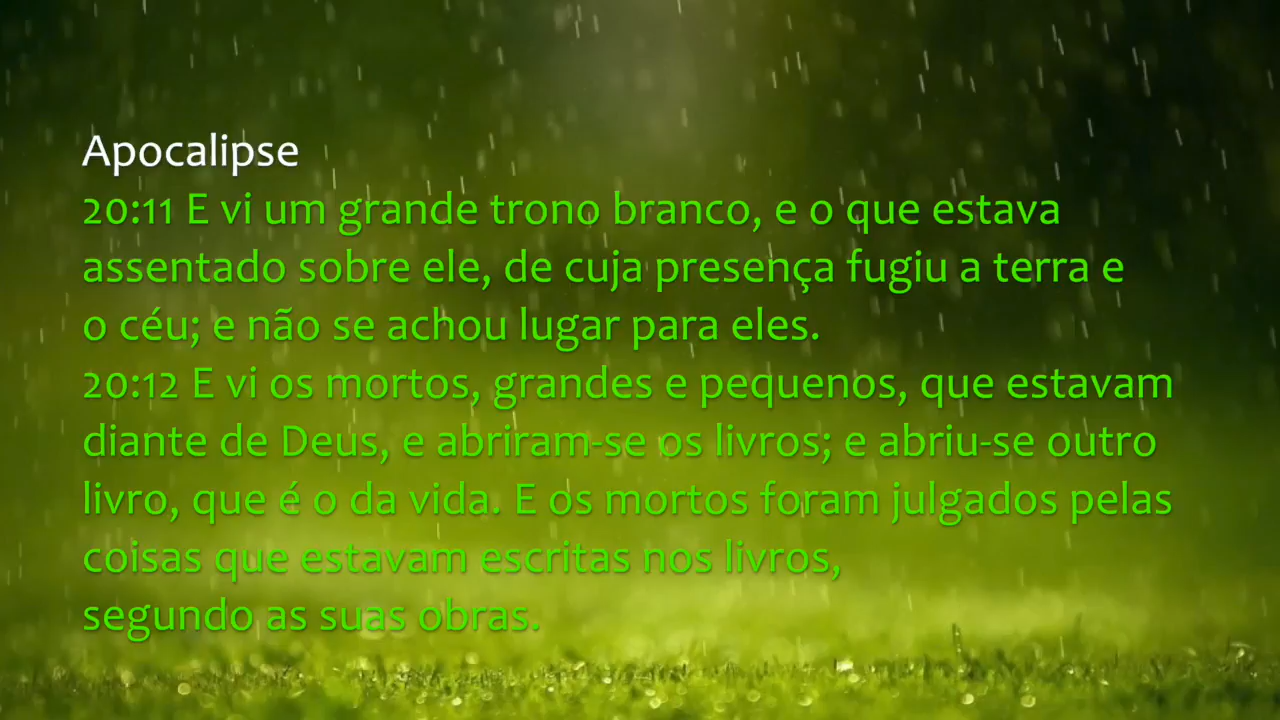 Apocalipse
20:11 E vi um grande trono branco, e o que estava
assentado sobre ele, de cuja presença fugiu a terra e
o céu; e não se achou lugar para eles.
20:12 E vi os mortos, grandes e pequenos, que estavam
diante de Deus, e abriram-se os livros; e abriu-se outro
livro, que é o da vida. E os mortos foram julgados pelas
coisas que estavam escritas nos livros,
segundo as suas obras.